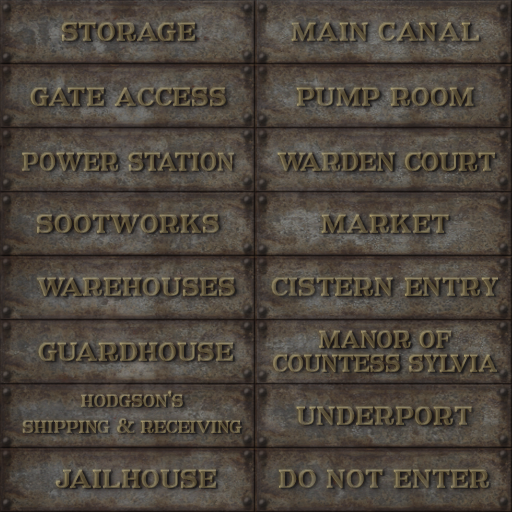 STORAGE
GATE ACCESS
POWER STATION
SOOTWORKS
WAREHOUSES
GUARDHOUSE
HODGSON'S
SHIPPING & RECEIVING
JAILHOUSE
MAIN CANAL
PUMP ROOM
WARDEN COURT
MARKET
CISTERN ENTRY
MANOR OF
COUNTESS SYLVIA
UNDERPORT
DO NOT ENTER